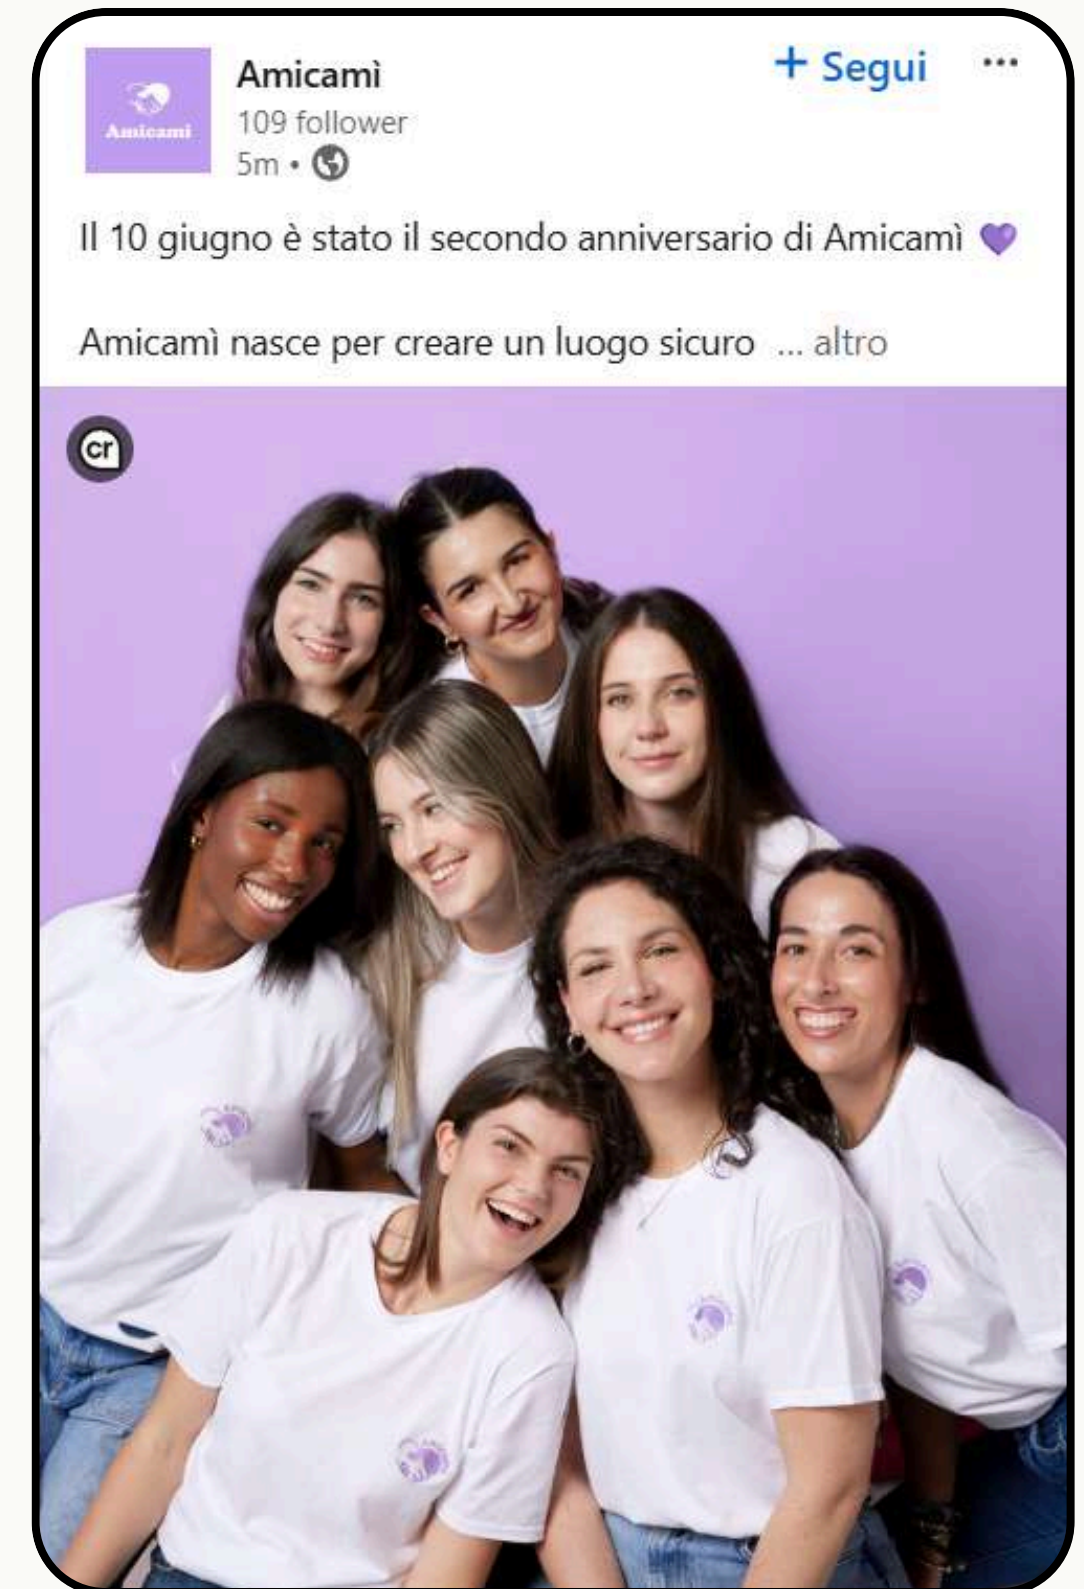 Amicami
Amicamì
109 follower
5m •
+ Segui
...
Il 10 giugno è stato il secondo anniversario di Amicamì 💜
Amicamì nasce per creare un luogo sicuro ... altro
cr